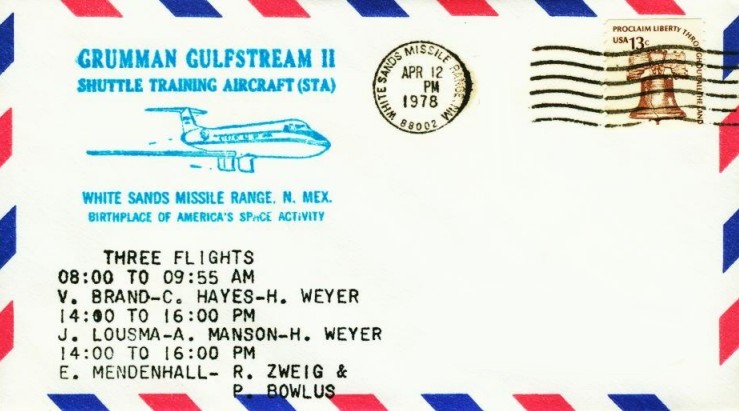 GRUMMAN GULFSTREAM II
SHUTTLE TRAINING AIRCRAFT (STA)
WHITE SANDS MISSILE RANGE, N. MEX.
BIRTHPLACE OF AMERICA'S SPACE ACTIVITY
WHITE SANDS MISSILE RANGE, NM
APR 12
PM
1978
88002
PROCLAIM LIBERTY THROUGHOUT ALL THE LAND
USA 13c
THREE FLIGHTS
08:00 TO 09:55 AM
V. BRAND-C. HAYES-H. WEYER
14:00 TO 16:00 PM
J. LOUSMA-A. MANSON-H. WEYER
14:00 TO 16:00 PM
E. MENDENHALL- R. ZWEIG &
P. BOWLUS